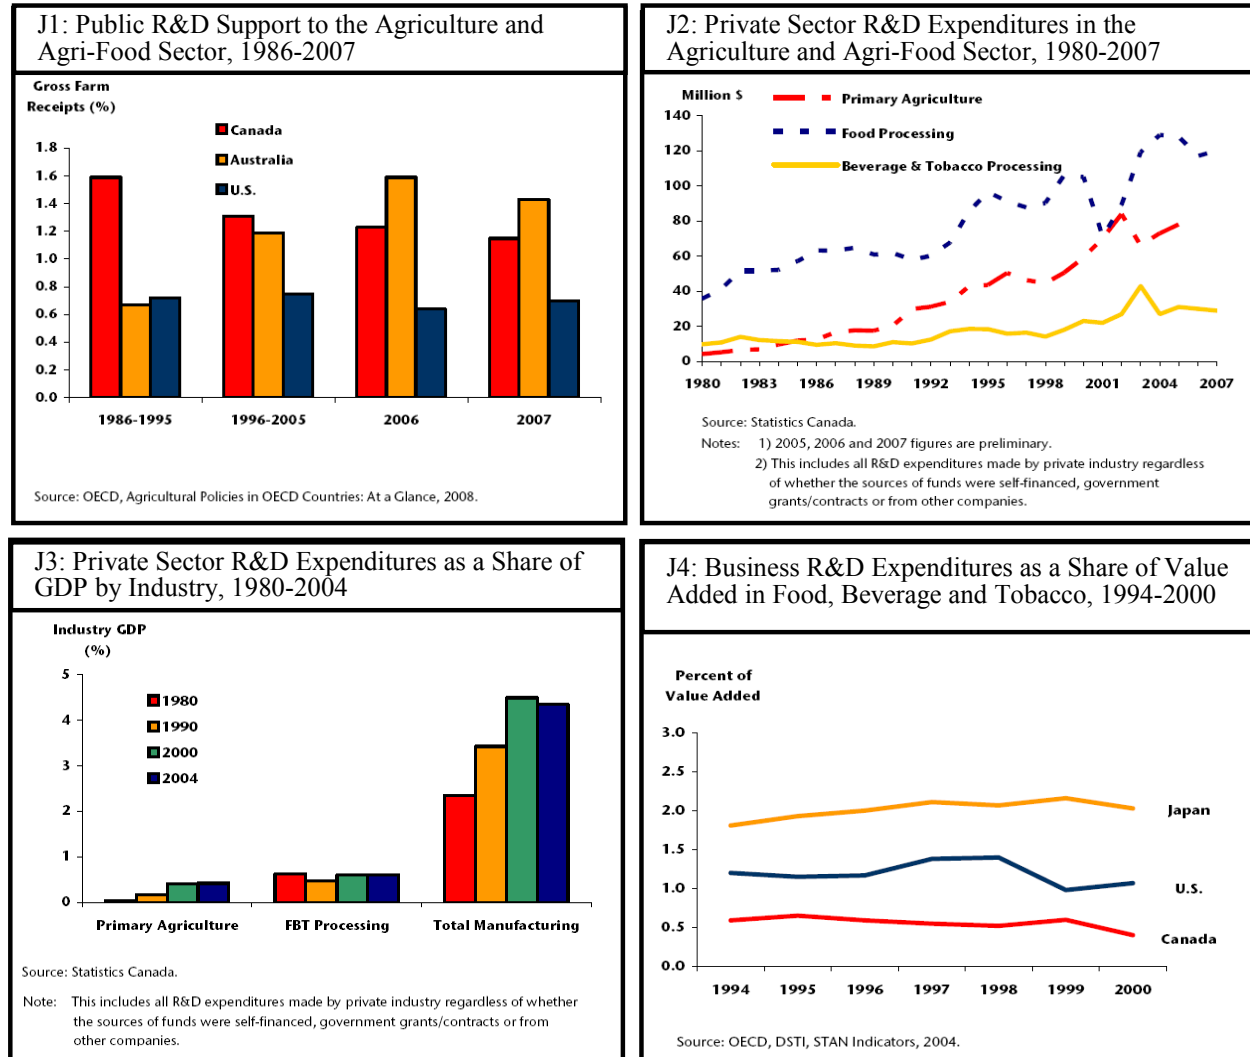 J1: Public R&D Support to the Agriculture and
Agri-Food Sector, 1986-2007
Gross Farm
Receipts (%)
Canada
Australia
U.S.
1.8
1.6
1.4
1.2
1.0
0.8
0.6
0.4
0.2
0.0
1986-1995
1996-2005
2006
2007
Source: OECD, Agricultural Policies in OECD Countries: At a Glance, 2008.
J2: Private Sector R&D Expenditures in the
Agriculture and Agri-Food Sector, 1980-2007
Million $
Primary Agriculture
Food Processing
Beverage & Tobacco Processing
140
120
100
80
60
40
20
0
1980
1983
1986
1989
1992
1995
1998
2001
2004
2007
Source: Statistics Canada.
Notes: 1) 2005, 2006 and 2007 figures are preliminary.
2) This includes all R&D expenditures made by private industry regardless
of whether the sources of funds were self-financed, government
grants/contracts or from other companies.
J3: Private Sector R&D Expenditures as a Share of
GDP by Industry, 1980-2004
Industry GDP
(%)
1980
1990
2000
2004
5
4
3
2
1
0
Primary Agriculture
FBT Processing
Total Manufacturing
Source: Statistics Canada.
Note: This includes all R&D expenditures made by private industry regardless of whether
the sources of funds were self-financed, government grants/contracts or from
other companies.
J4: Business R&D Expenditures as a Share of Value
Added in Food, Beverage and Tobacco, 1994-2000
Percent of
Value Added
3.0
2.5
2.0
1.5
1.0
0.5
0.0
Japan
U.S.
Canada
1994
1995
1996
1997
1998
1999
2000
Source: OECD, DSTI, STAN Indicators, 2004.